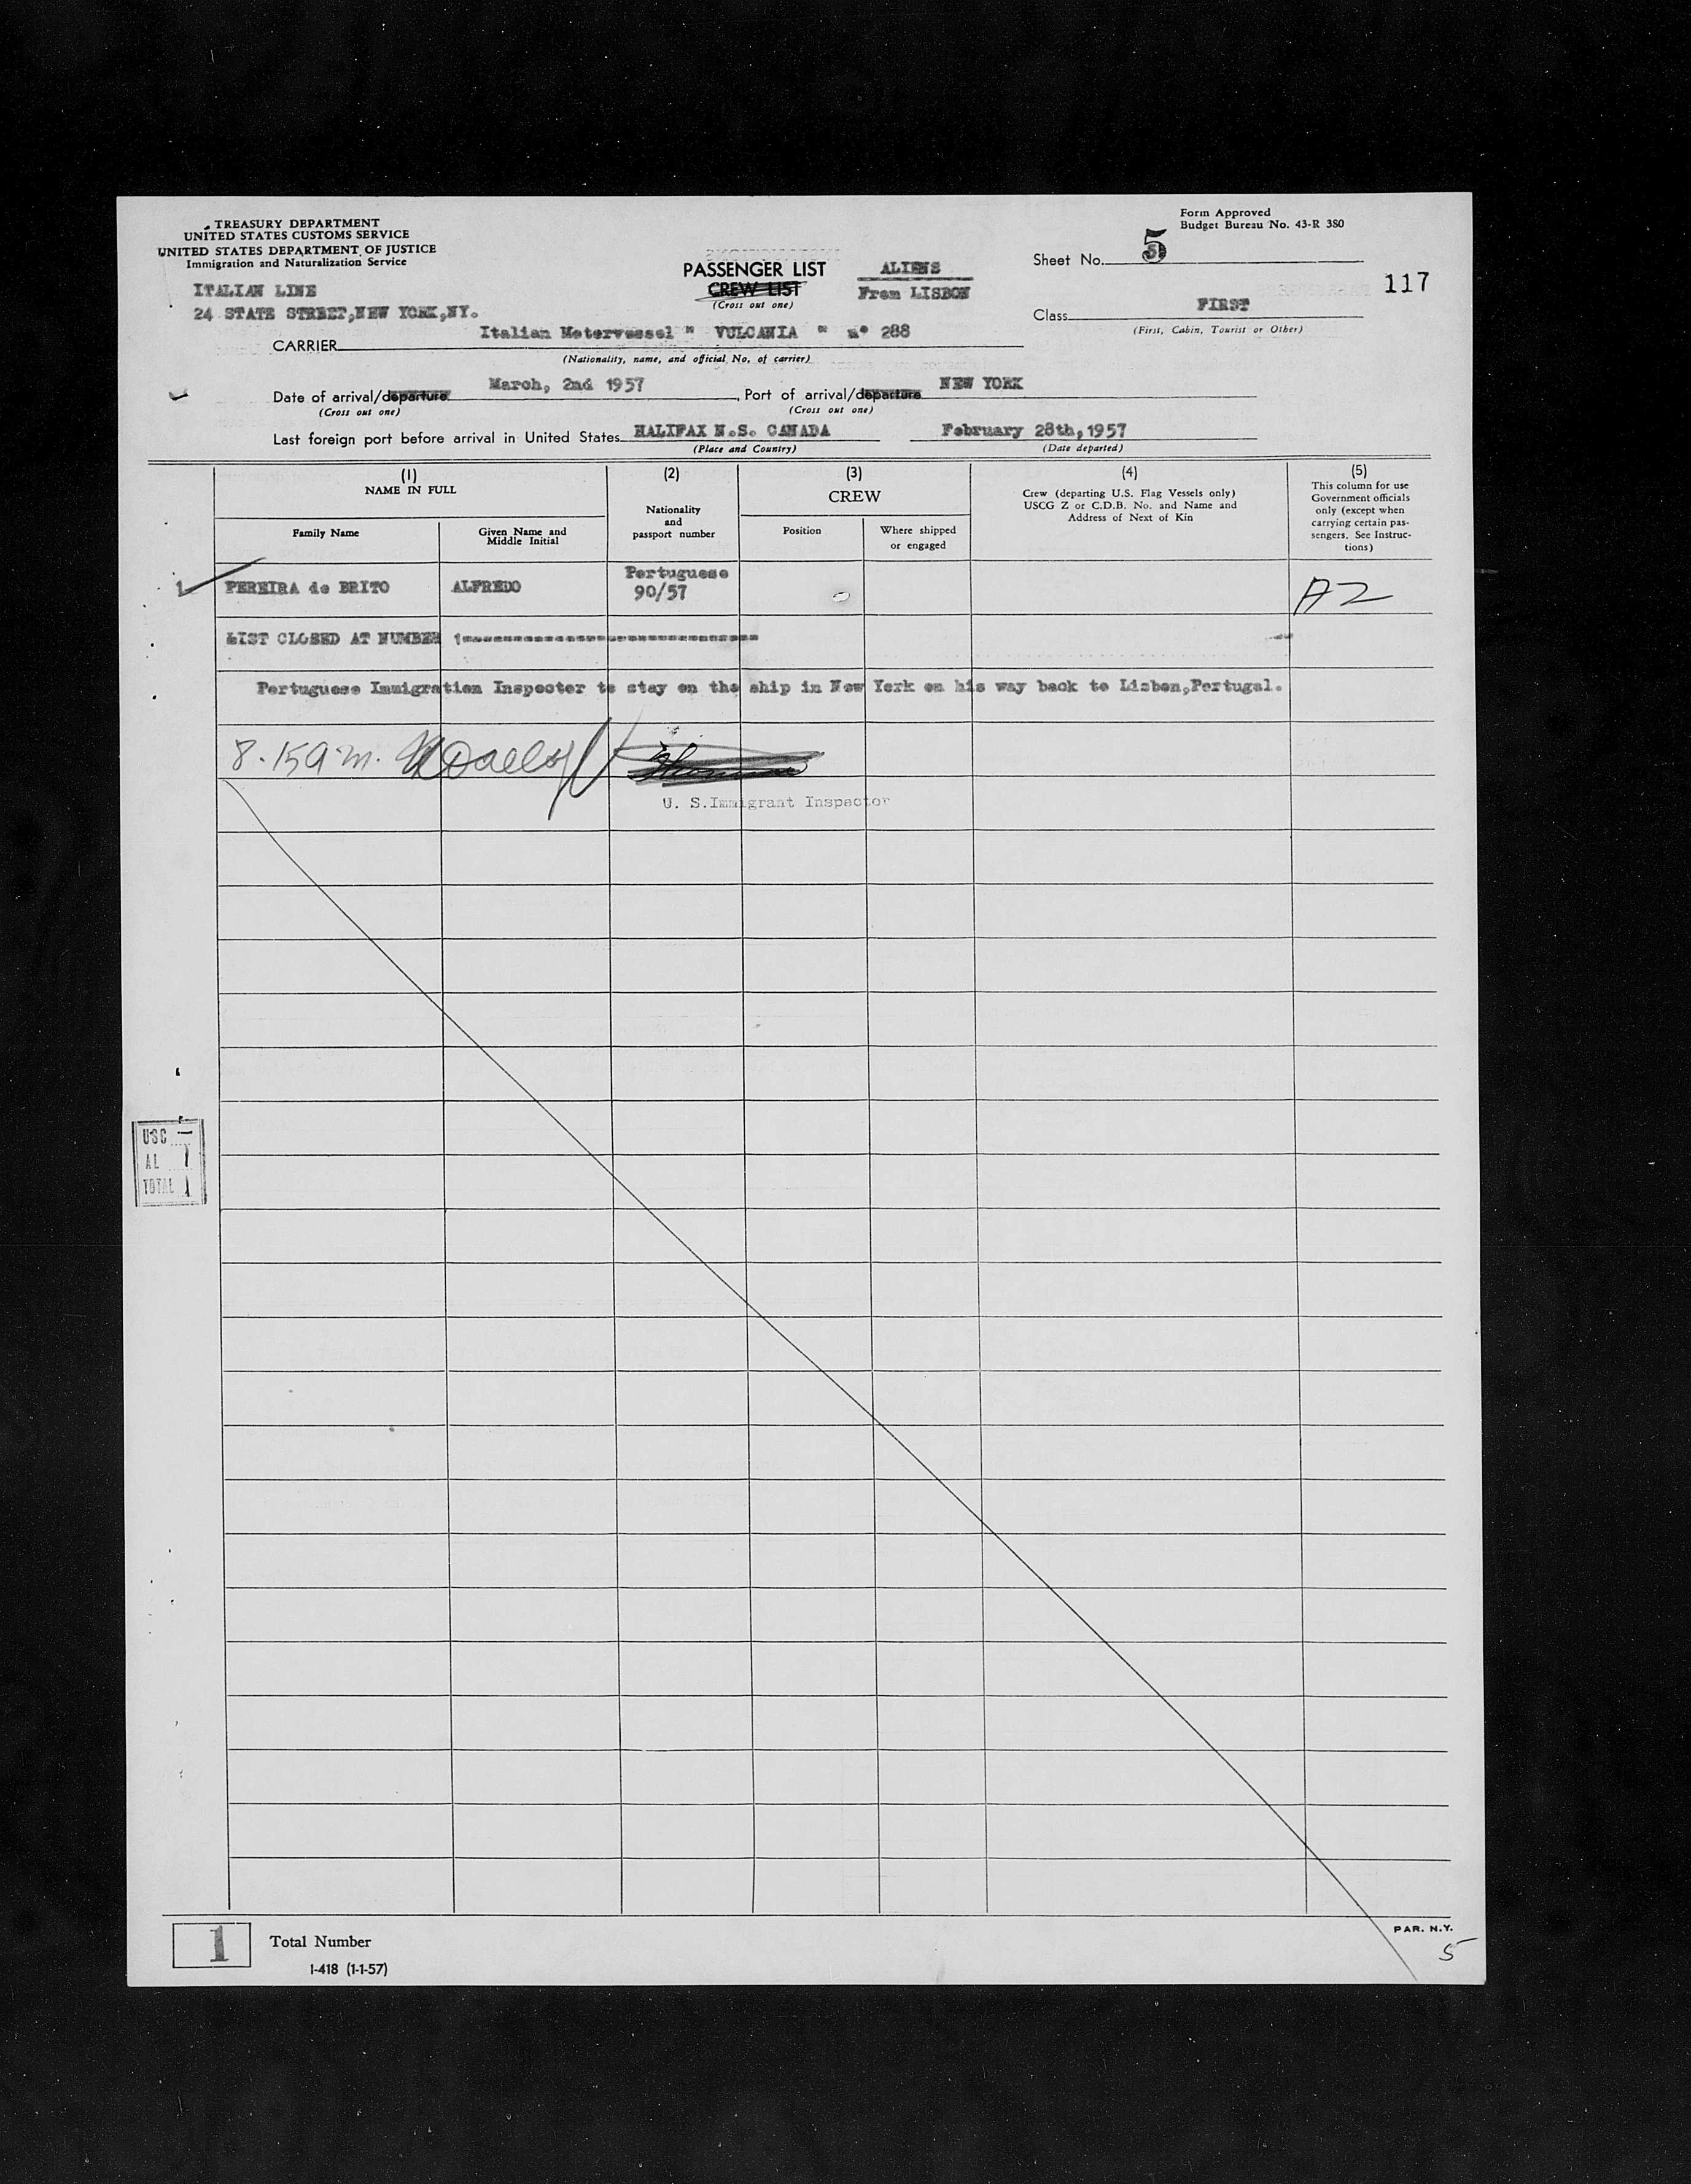 TREASURY DEPARTMENT
UNITED STATES CUSTOMS SERVICE
UNITED STATES DEPARTMENT OF JUSTICE
Immigration and Naturalization Service
Form Approved
Budget Bureau No. 43-R 380
PASSENGER LIST
CREW LIST
(Cross out one)
ALIENS
From LISBON
Sheet No. 5
117
ITALIAN LINE
24 STATE STREET,NEW YORK,NY.
Class FIRST
(First, Cabin, Tourist or Other)
CARRIER Italian Motorvessel " VULCANIA " n° 288
(Nationality, name, and official No. of carrier)
Date of arrival/departure March, 2nd 1957, Port of arrival/departure NEW YORK
(Cross out one) (Cross out one)
Last foreign port before arrival in United States HALIFAX N.S. CANADA February 28th,1957
(Place and Country) (Date departed)
(1)
NAME IN FULL
Family Name
Given Name and
Middle Initial
(2)
Nationality
and
passport number
(3)
CREW
Position
Where shipped
or engaged
(4)
Crew (departing U.S. Flag Vessels only)
USCG Z or C.D.B. No. and Name and
Address of Next of Kin
(5)
This column for use
Government officials
only (except when
carrying certain pas-
sengers. See Instruc-
tions)
1 PEREIRA de BRITO ALFREDO Portuguese
90/57
A2
LIST CLOSED AT NUMBER 1
Portuguese Immigration Inspector to stay on the ship in New York on his way back to Lisbon,Portugal.
8.15am.
U. S.Immigrant Inspector
USC —
AL 1
TOTAL 1
1 Total Number
I-418 (1-1-57)
PAR. N.Y.
5